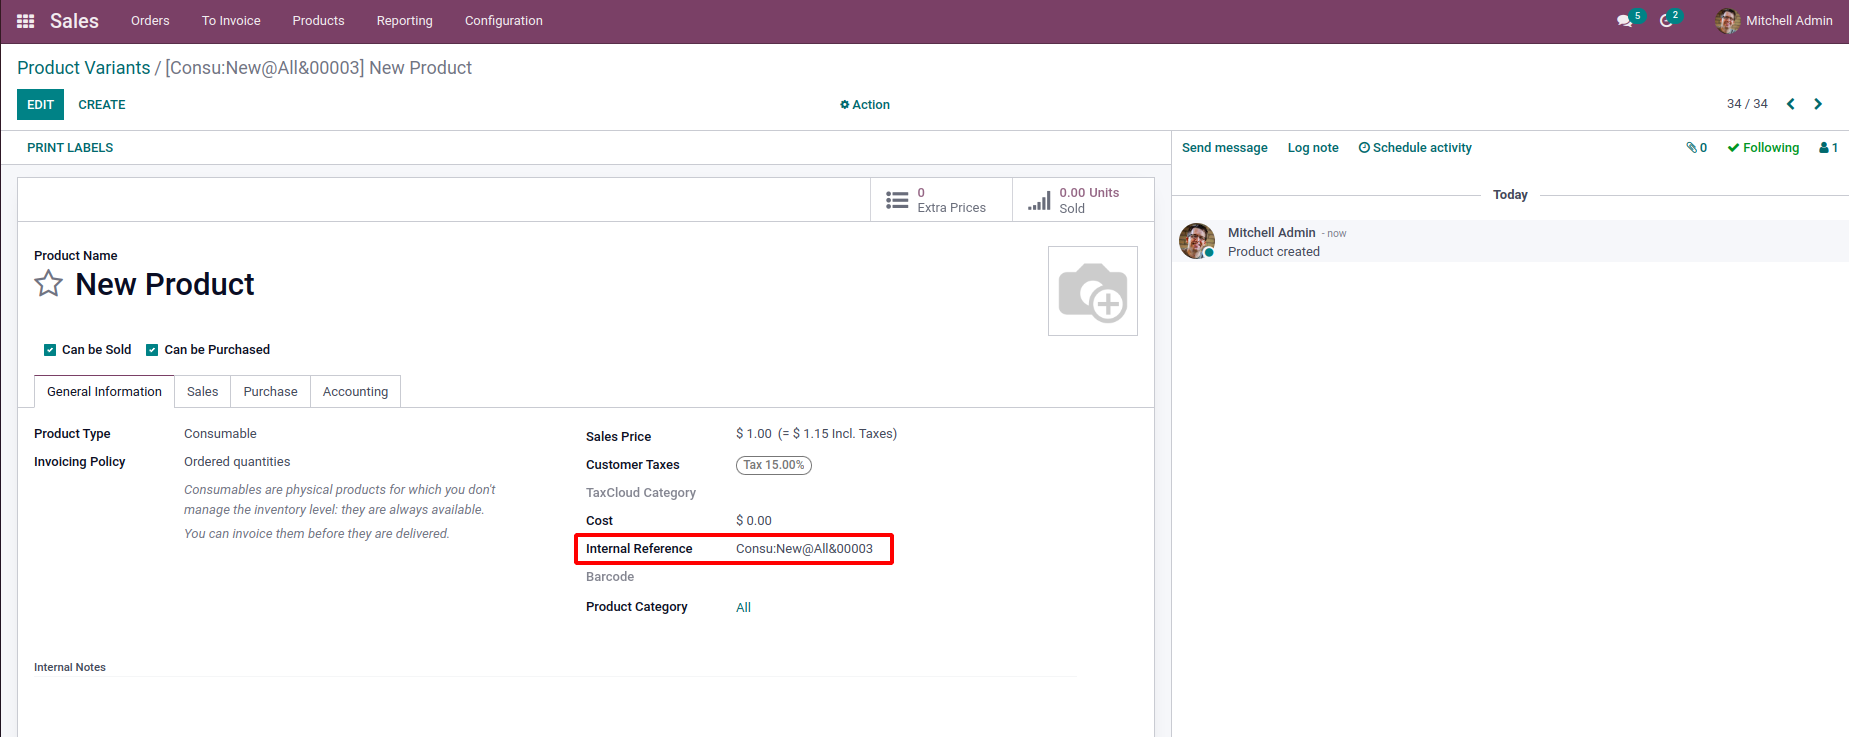 Sales Orders To Invoice Products Reporting Configuration 5 2 Mitchell Admin
Product Variants / [Consu:New@All&00003] New Product
EDIT CREATE Action 34 / 34
PRINT LABELS Send message Log note Schedule activity 0 Following 1
0 Extra Prices
0.00 Units Sold
Today
Mitchell Admin - now
Product created
Product Name
New Product
Can be Sold Can be Purchased
General Information Sales Purchase Accounting
Product Type Consumable
Invoicing Policy Ordered quantities
Consumables are physical products for which you don't
manage the inventory level: they are always available.
You can invoice them before they are delivered.
Sales Price $ 1.00 (= $ 1.15 Incl. Taxes)
Customer Taxes Tax 15.00%
TaxCloud Category
Cost $ 0.00
Internal Reference Consu:New@All&00003
Barcode
Product Category All
Internal Notes